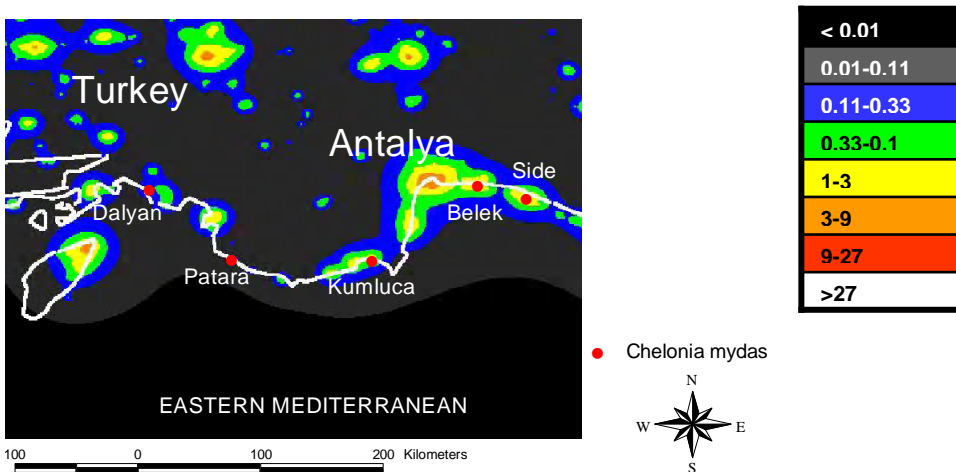 Turkey
Antalya
Side
Dalyan
Belek
Patara
Kumluca
EASTERN MEDITERRANEAN
100 0 100 200 Kilometers
< 0.01
0.01-0.11
0.11-0.33
0.33-0.1
1-3
3-9
9-27
>27
Chelonia mydas
N
W E
S